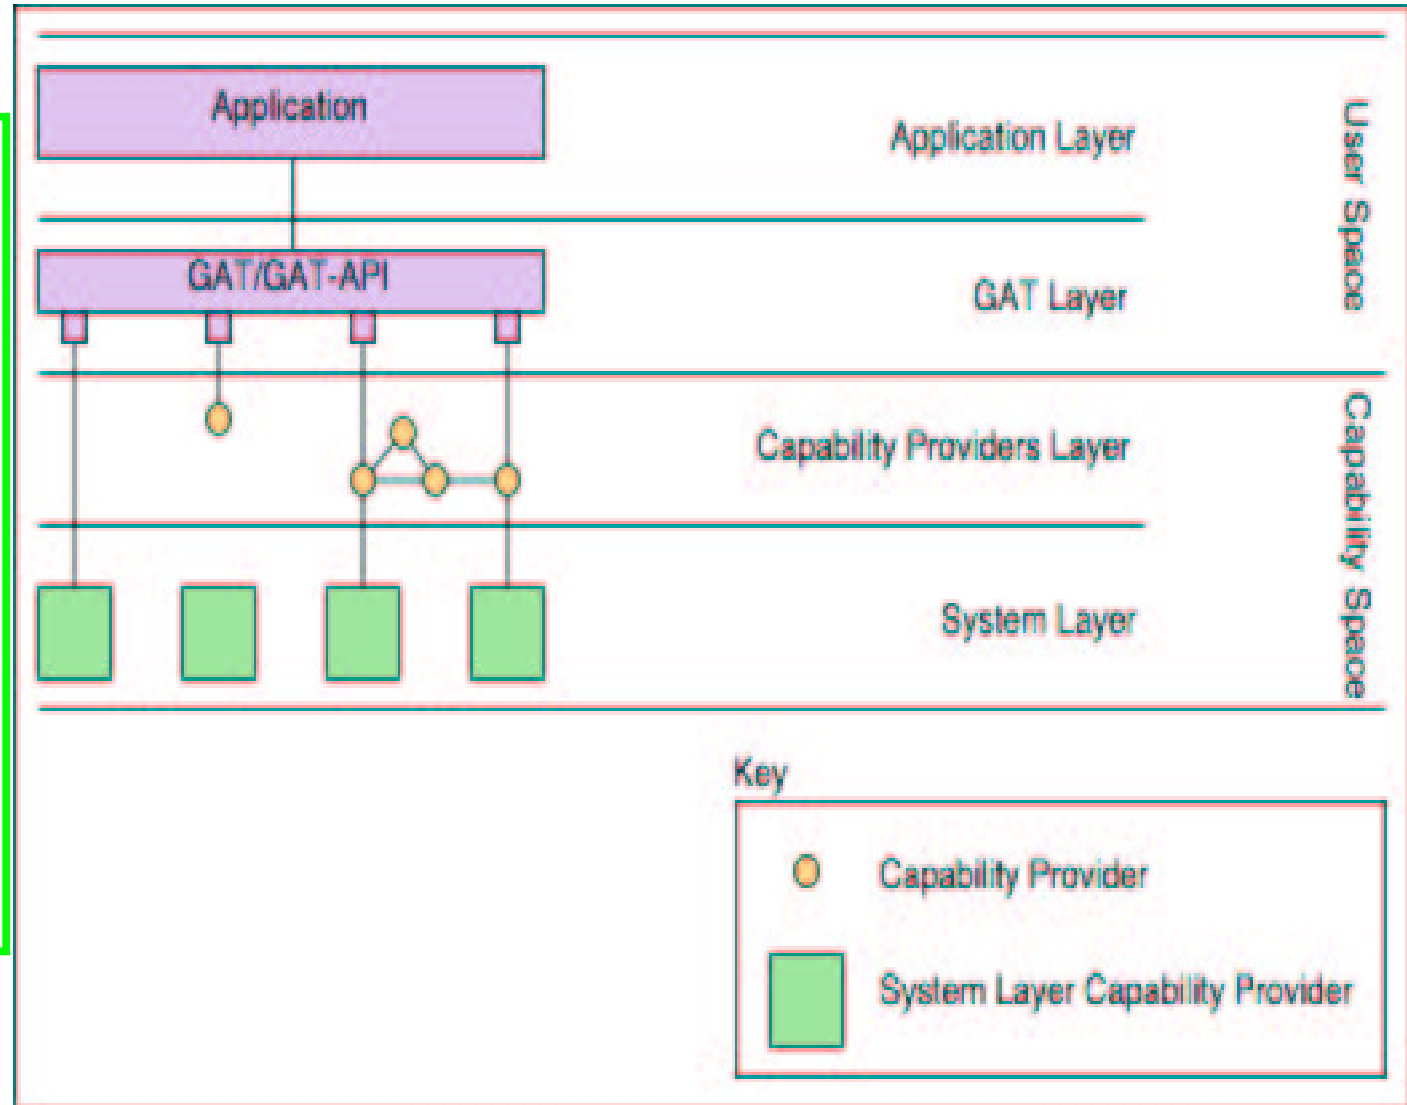 Application
Application Layer
User Space
GAT/GAT-API
GAT Layer
Capability Providers Layer
Capability Space
System Layer
Key
Capability Provider
System Layer Capability Provider